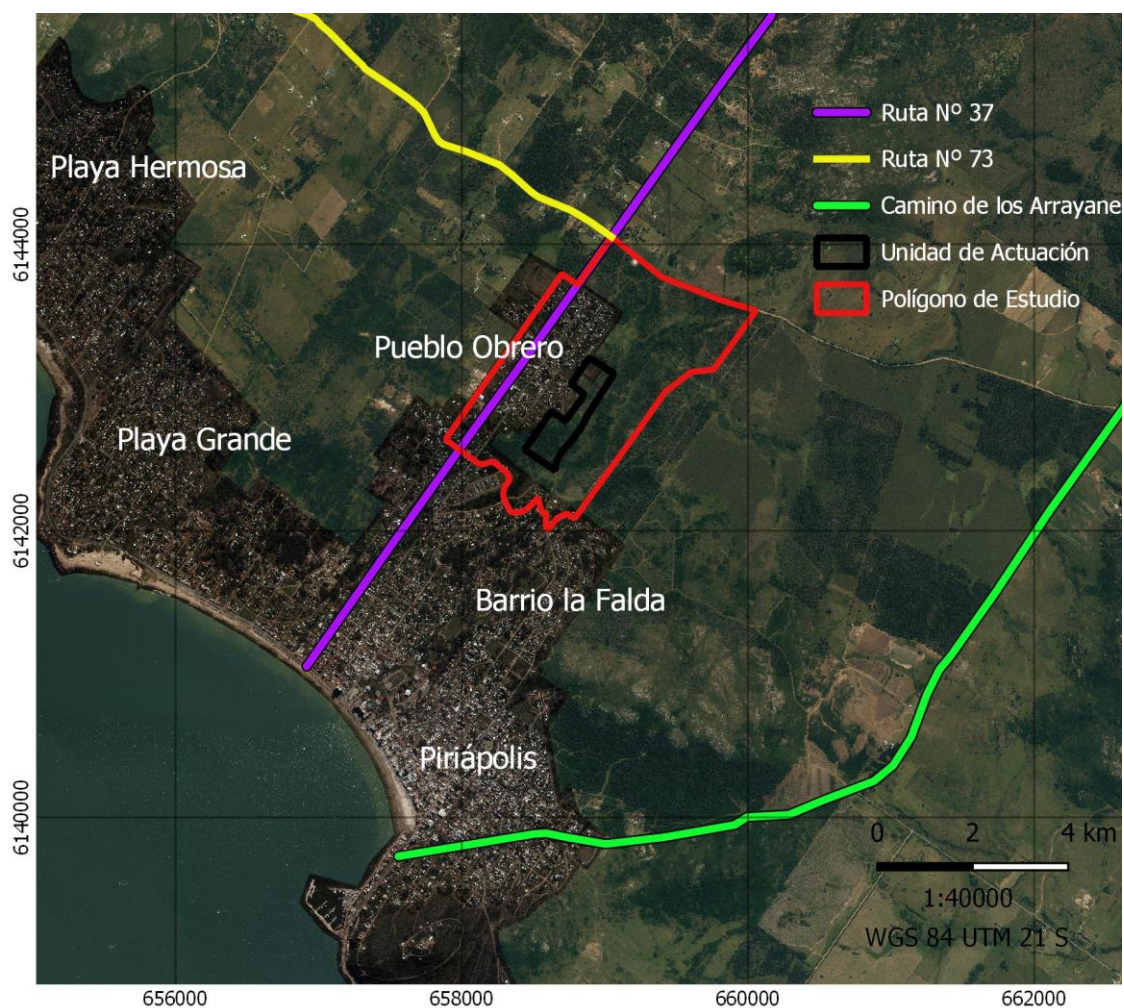 Ruta Nº 37
Ruta Nº 73
Camino de los Arrayane
Unidad de Actuación
Polígono de Estudio
Playa Hermosa
Pueblo Obrero
Playa Grande
Barrio la Falda
Piriápolis
6144000
6142000
6140000
0 2 4 km
1:40000
WGS 84 UTM 21 S
656000 658000 660000 662000